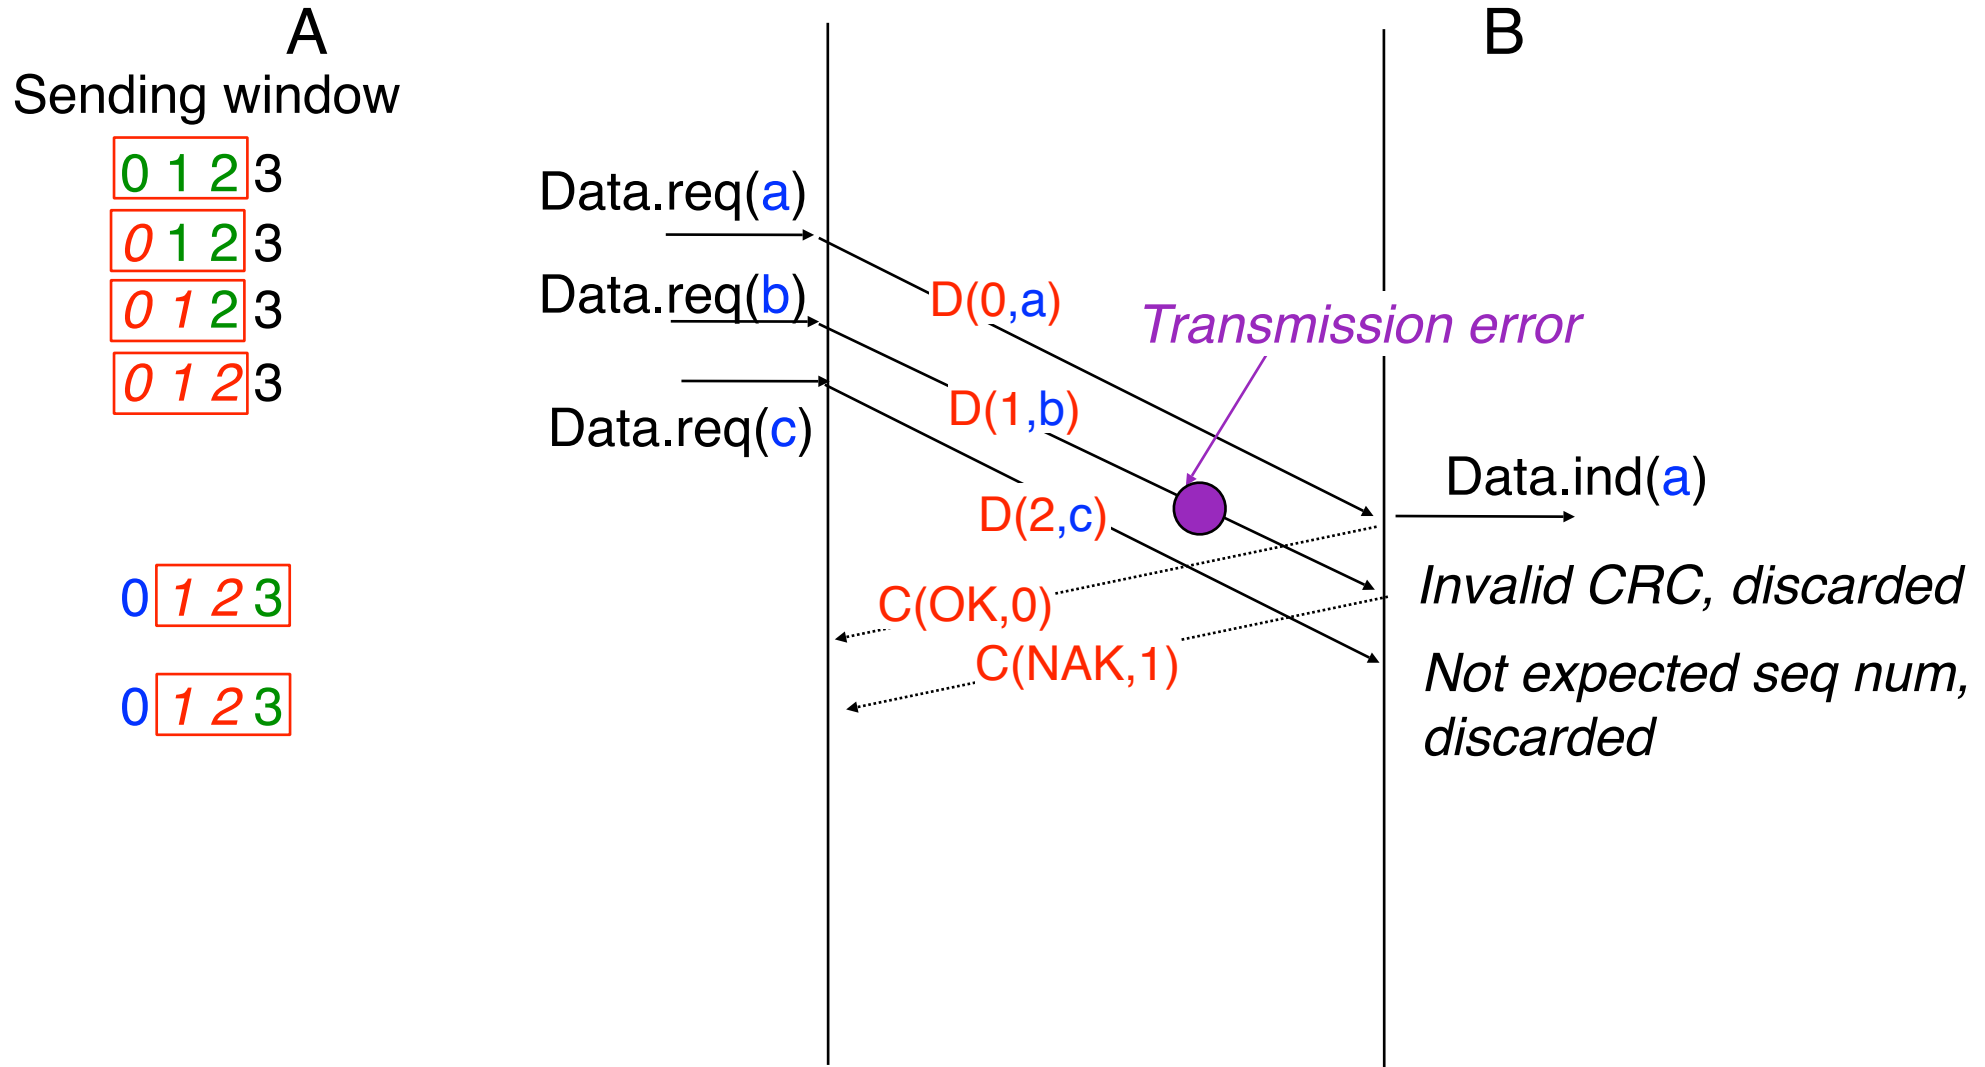 A
B
Sending window
0 1 2 3
Data.req(a)
0 1 2 3
Data.req(b)
D(0,a)
0 1 2 3
Transmission error
0 1 2 3
D(1,b)
Data.req(c)
Data.ind(a)
D(2,c)
0 1 2 3
C(OK,0)
Invalid CRC, discarded
C(NAK,1)
Not expected seq num,
discarded
0 1 2 3